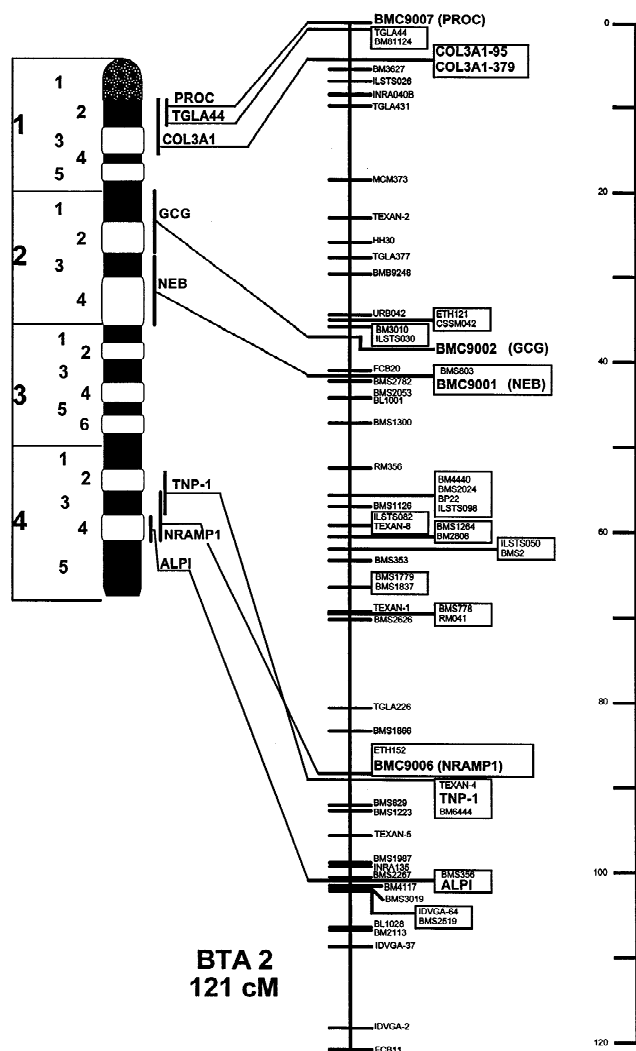 BMC9007 (PROC)
TGLA44
BM81124
COL3A1-95
COL3A1-379
BM3627
ILSTS026
INRA040B
TGLA431
MCM373
TEXAN-2
HH30
TGLA377
BMB9248
URB042
ETH121
CSSM042
BM3010
ILSTS030
BMC9002 (GCG)
FCB20
BMS803
BMC9001 (NEB)
BMS2782
BMS2053
BL1001
BMS1300
RM356
BM4440
BMS2024
BP22
ILSTS098
BMS1126
ILSTS082
TEXAN-8
BMS1264
BM2808
ILSTS050
BMS2
BMS353
BMS1779
BMS1837
TEXAN-1
BMS2626
BMS778
RM041
TGLA226
BMS1866
ETH152
BMC9006 (NRAMP1)
TEXAN-4
TNP-1
BM6444
BMS829
BMS1223
TEXAN-5
BMS1987
INRA135
BMS2267
BMS356
ALPI
BM4117
BMS3019
IDVGA-64
BMS2519
BL1028
BM2113
IDVGA-37
IDVGA-2
FCB11
0
20
40
60
80
100
120
1
1
2
3
4
5
PROC
TGLA44
COL3A1
2
1
2
3
4
GCG
NEB
3
1
2
3
4
5
6
4
1
2
3
4
5
TNP-1
NRAMP1
ALPI
BTA 2
121 cM